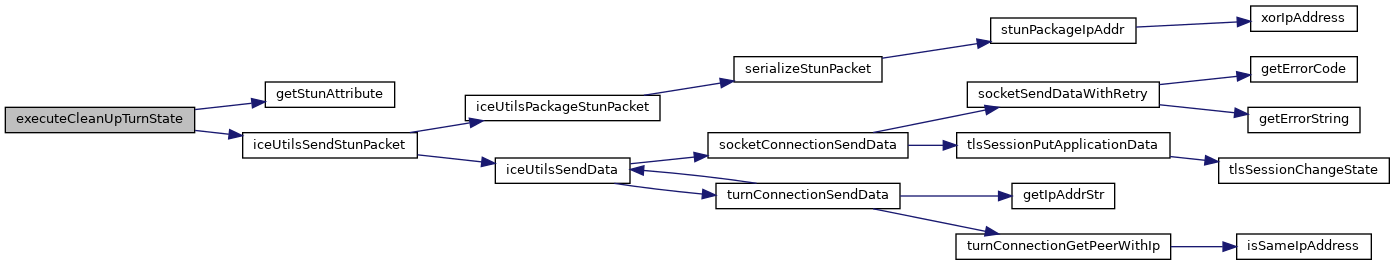 executeCleanUpTurnState
getStunAttribute
iceUtilsSendStunPacket
iceUtilsPackageStunPacket
iceUtilsSendData
serializeStunPacket
socketConnectionSendData
turnConnectionSendData
stunPackageIpAddr
socketSendDataWithRetry
tlsSessionPutApplicationData
getIpAddrStr
turnConnectionGetPeerWithIp
xorIpAddress
getErrorCode
getErrorString
tlsSessionChangeState
isSameIpAddress